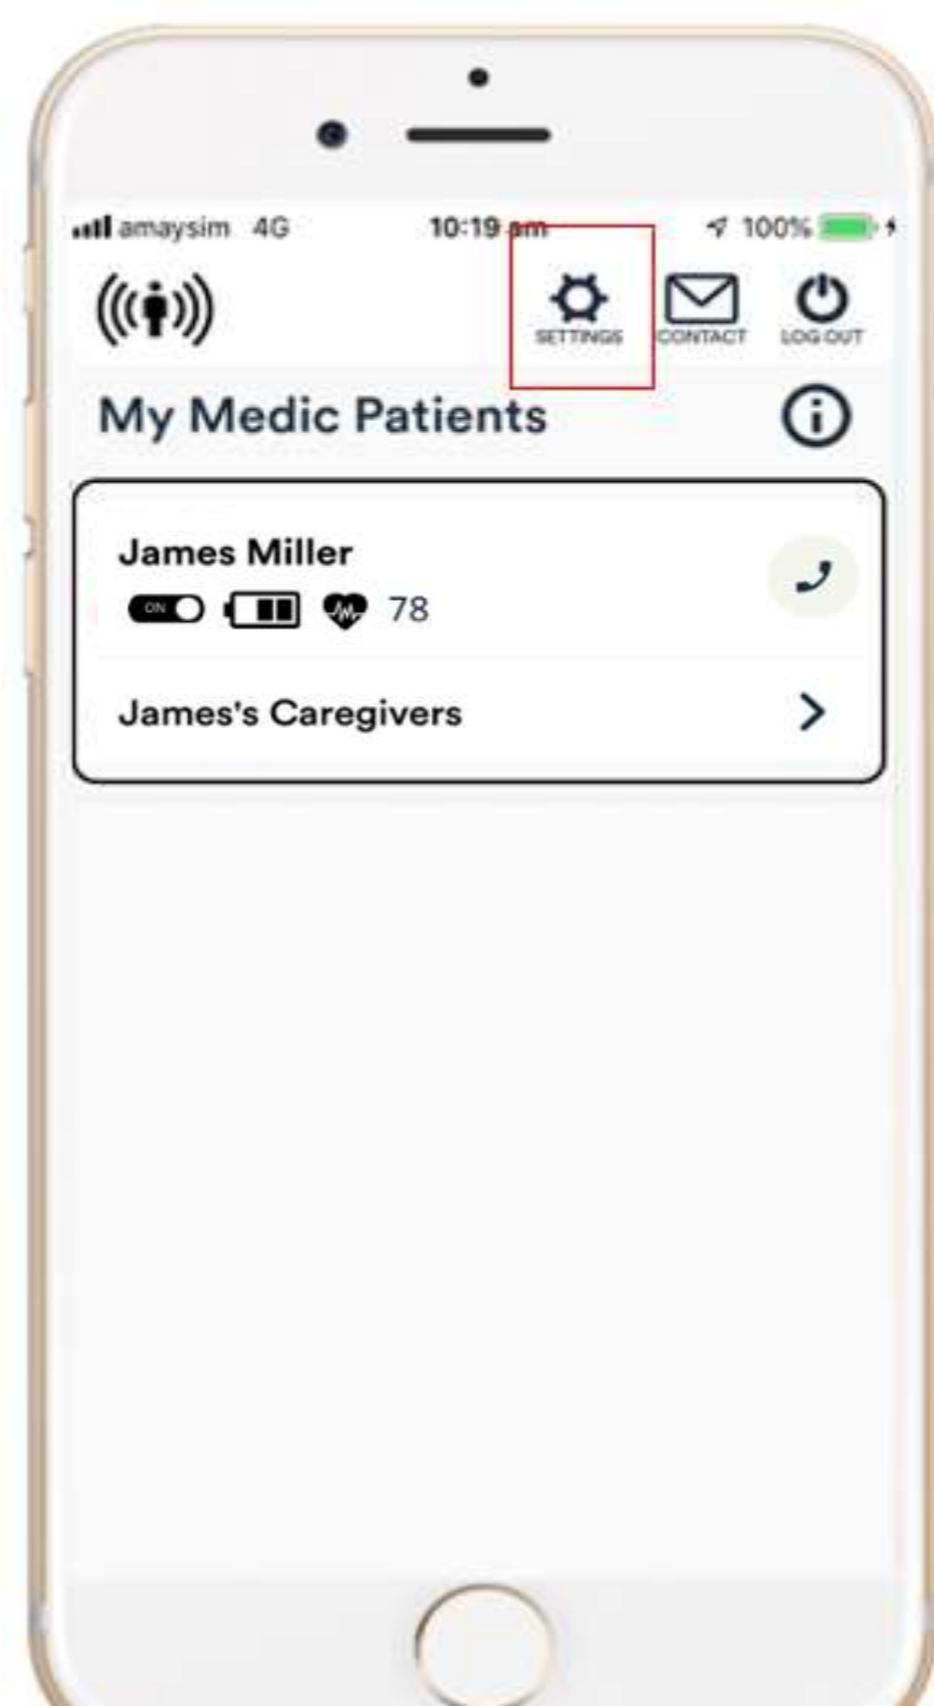 amaysim 4G 10:19 am 100%
SETTINGS CONTACT LOG OUT
My Medic Patients
James Miller
ON 78
James's Caregivers